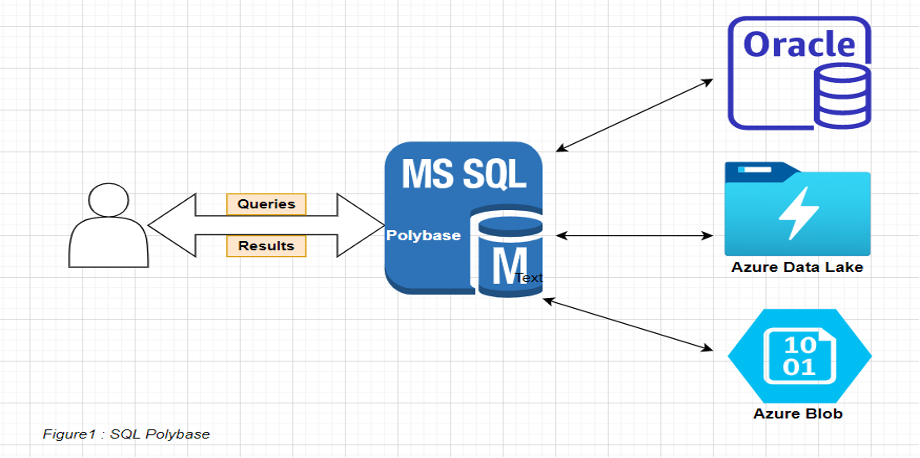 Oracle
MS SQL
Queries
Polybase
Results
M
Text
Azure Data Lake
10
01
Azure Blob
Figure1 : SQL Polybase